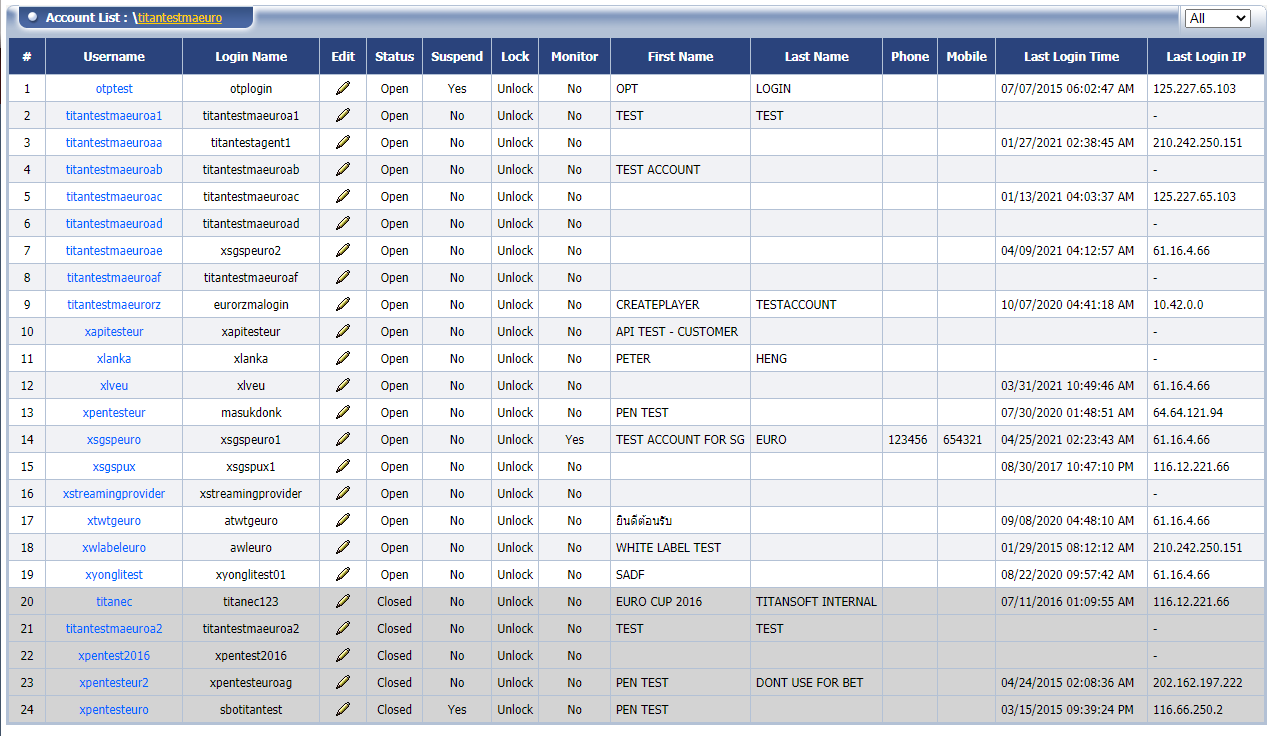 Account List : \titantestmaeuro All
# Username Login Name Edit Status Suspend Lock Monitor First Name Last Name Phone Mobile Last Login Time Last Login IP
1 otptest otplogin Open Yes Unlock No OPT LOGIN 07/07/2015 06:02:47 AM 125.227.65.103
2 titantestmaeuroa1 titantestmaeuroa1 Open No Unlock No TEST TEST -
3 titantestmaeuroaa titantestagent1 Open No Unlock No 01/27/2021 02:38:45 AM 210.242.250.151
4 titantestmaeuroab titantestmaeuroab Open No Unlock No TEST ACCOUNT -
5 titantestmaeuroac titantestmaeuroac Open No Unlock No 01/13/2021 04:03:37 AM 125.227.65.103
6 titantestmaeuroad titantestmaeuroad Open No Unlock No -
7 titantestmaeuroae xsgspeuro2 Open No Unlock No 04/09/2021 04:12:57 AM 61.16.4.66
8 titantestmaeuroaf titantestmaeuroaf Open No Unlock No -
9 titantestmaeurorz eurorzmalogin Open No Unlock No CREATEPLAYER TESTACCOUNT 10/07/2020 04:41:18 AM 10.42.0.0
10 xapitesteur xapitesteur Open No Unlock No API TEST - CUSTOMER -
11 xlanka xlanka Open No Unlock No PETER HENG -
12 xlveu xlveu Open No Unlock No 03/31/2021 10:49:46 AM 61.16.4.66
13 xpentesteur masukdonk Open No Unlock No PEN TEST 07/30/2020 01:48:51 AM 64.64.121.94
14 xsgspeuro xsgspeuro1 Open No Unlock Yes TEST ACCOUNT FOR SG EURO 123456 654321 04/25/2021 02:23:43 AM 61.16.4.66
15 xsgspux xsgspux1 Open No Unlock No 08/30/2017 10:47:10 PM 116.12.221.66
16 xstreamingprovider xstreamingprovider Open No Unlock No -
17 xtwtgeuro atwtgeuro Open No Unlock No ยินดีต้อนรับ 09/08/2020 04:48:10 AM 61.16.4.66
18 xwlabeleuro awleuro Open No Unlock No WHITE LABEL TEST 01/29/2015 08:12:12 AM 210.242.250.151
19 xyonglitest xyonglitest01 Open No Unlock No SADF 08/22/2020 09:57:42 AM 61.16.4.66
20 titanec titanec123 Closed No Unlock No EURO CUP 2016 TITANSOFT INTERNAL 07/11/2016 01:09:55 AM 116.12.221.66
21 titantestmaeuroa2 titantestmaeuroa2 Closed No Unlock No TEST TEST -
22 xpentest2016 xpentest2016 Closed No Unlock No -
23 xpentesteur2 xpentesteuroag Closed No Unlock No PEN TEST DONT USE FOR BET 04/24/2015 02:08:36 AM 202.162.197.222
24 xpentesteuro sbotitantest Closed Yes Unlock No PEN TEST 03/15/2015 09:39:24 PM 116.66.250.2